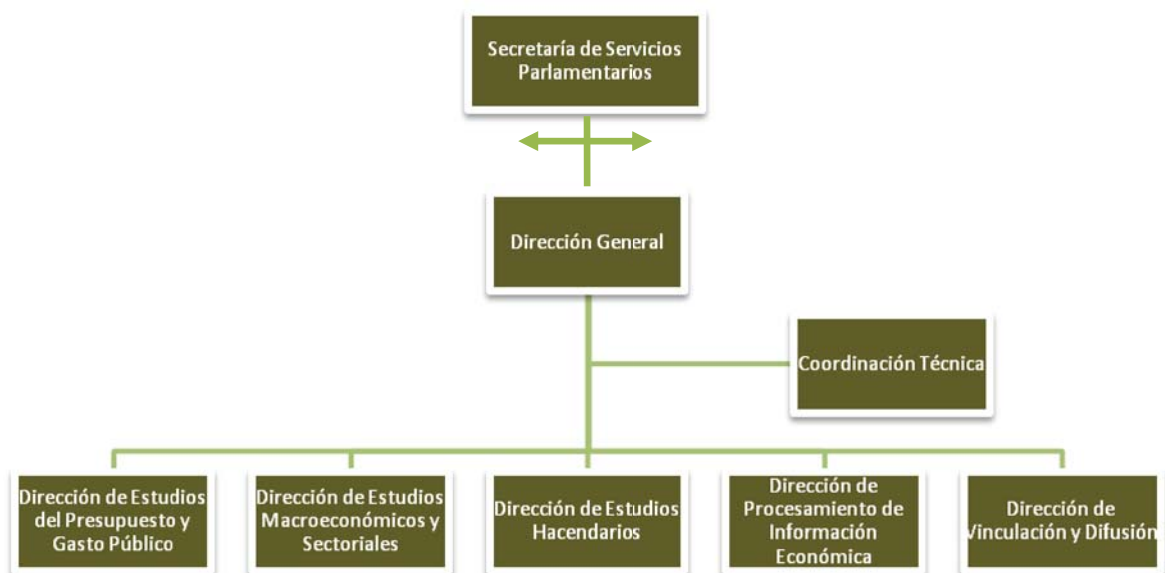 Secretaría de Servicios
Parlamentarios
Dirección General
Coordinación Técnica
Dirección de Estudios
del Presupuesto y
Gasto Público
Dirección de Estudios
Macroeconómicos y
Sectoriales
Dirección de Estudios
Hacendarios
Dirección de
Procesamiento de
Información
Económica
Dirección de
Vinculación y Difusión